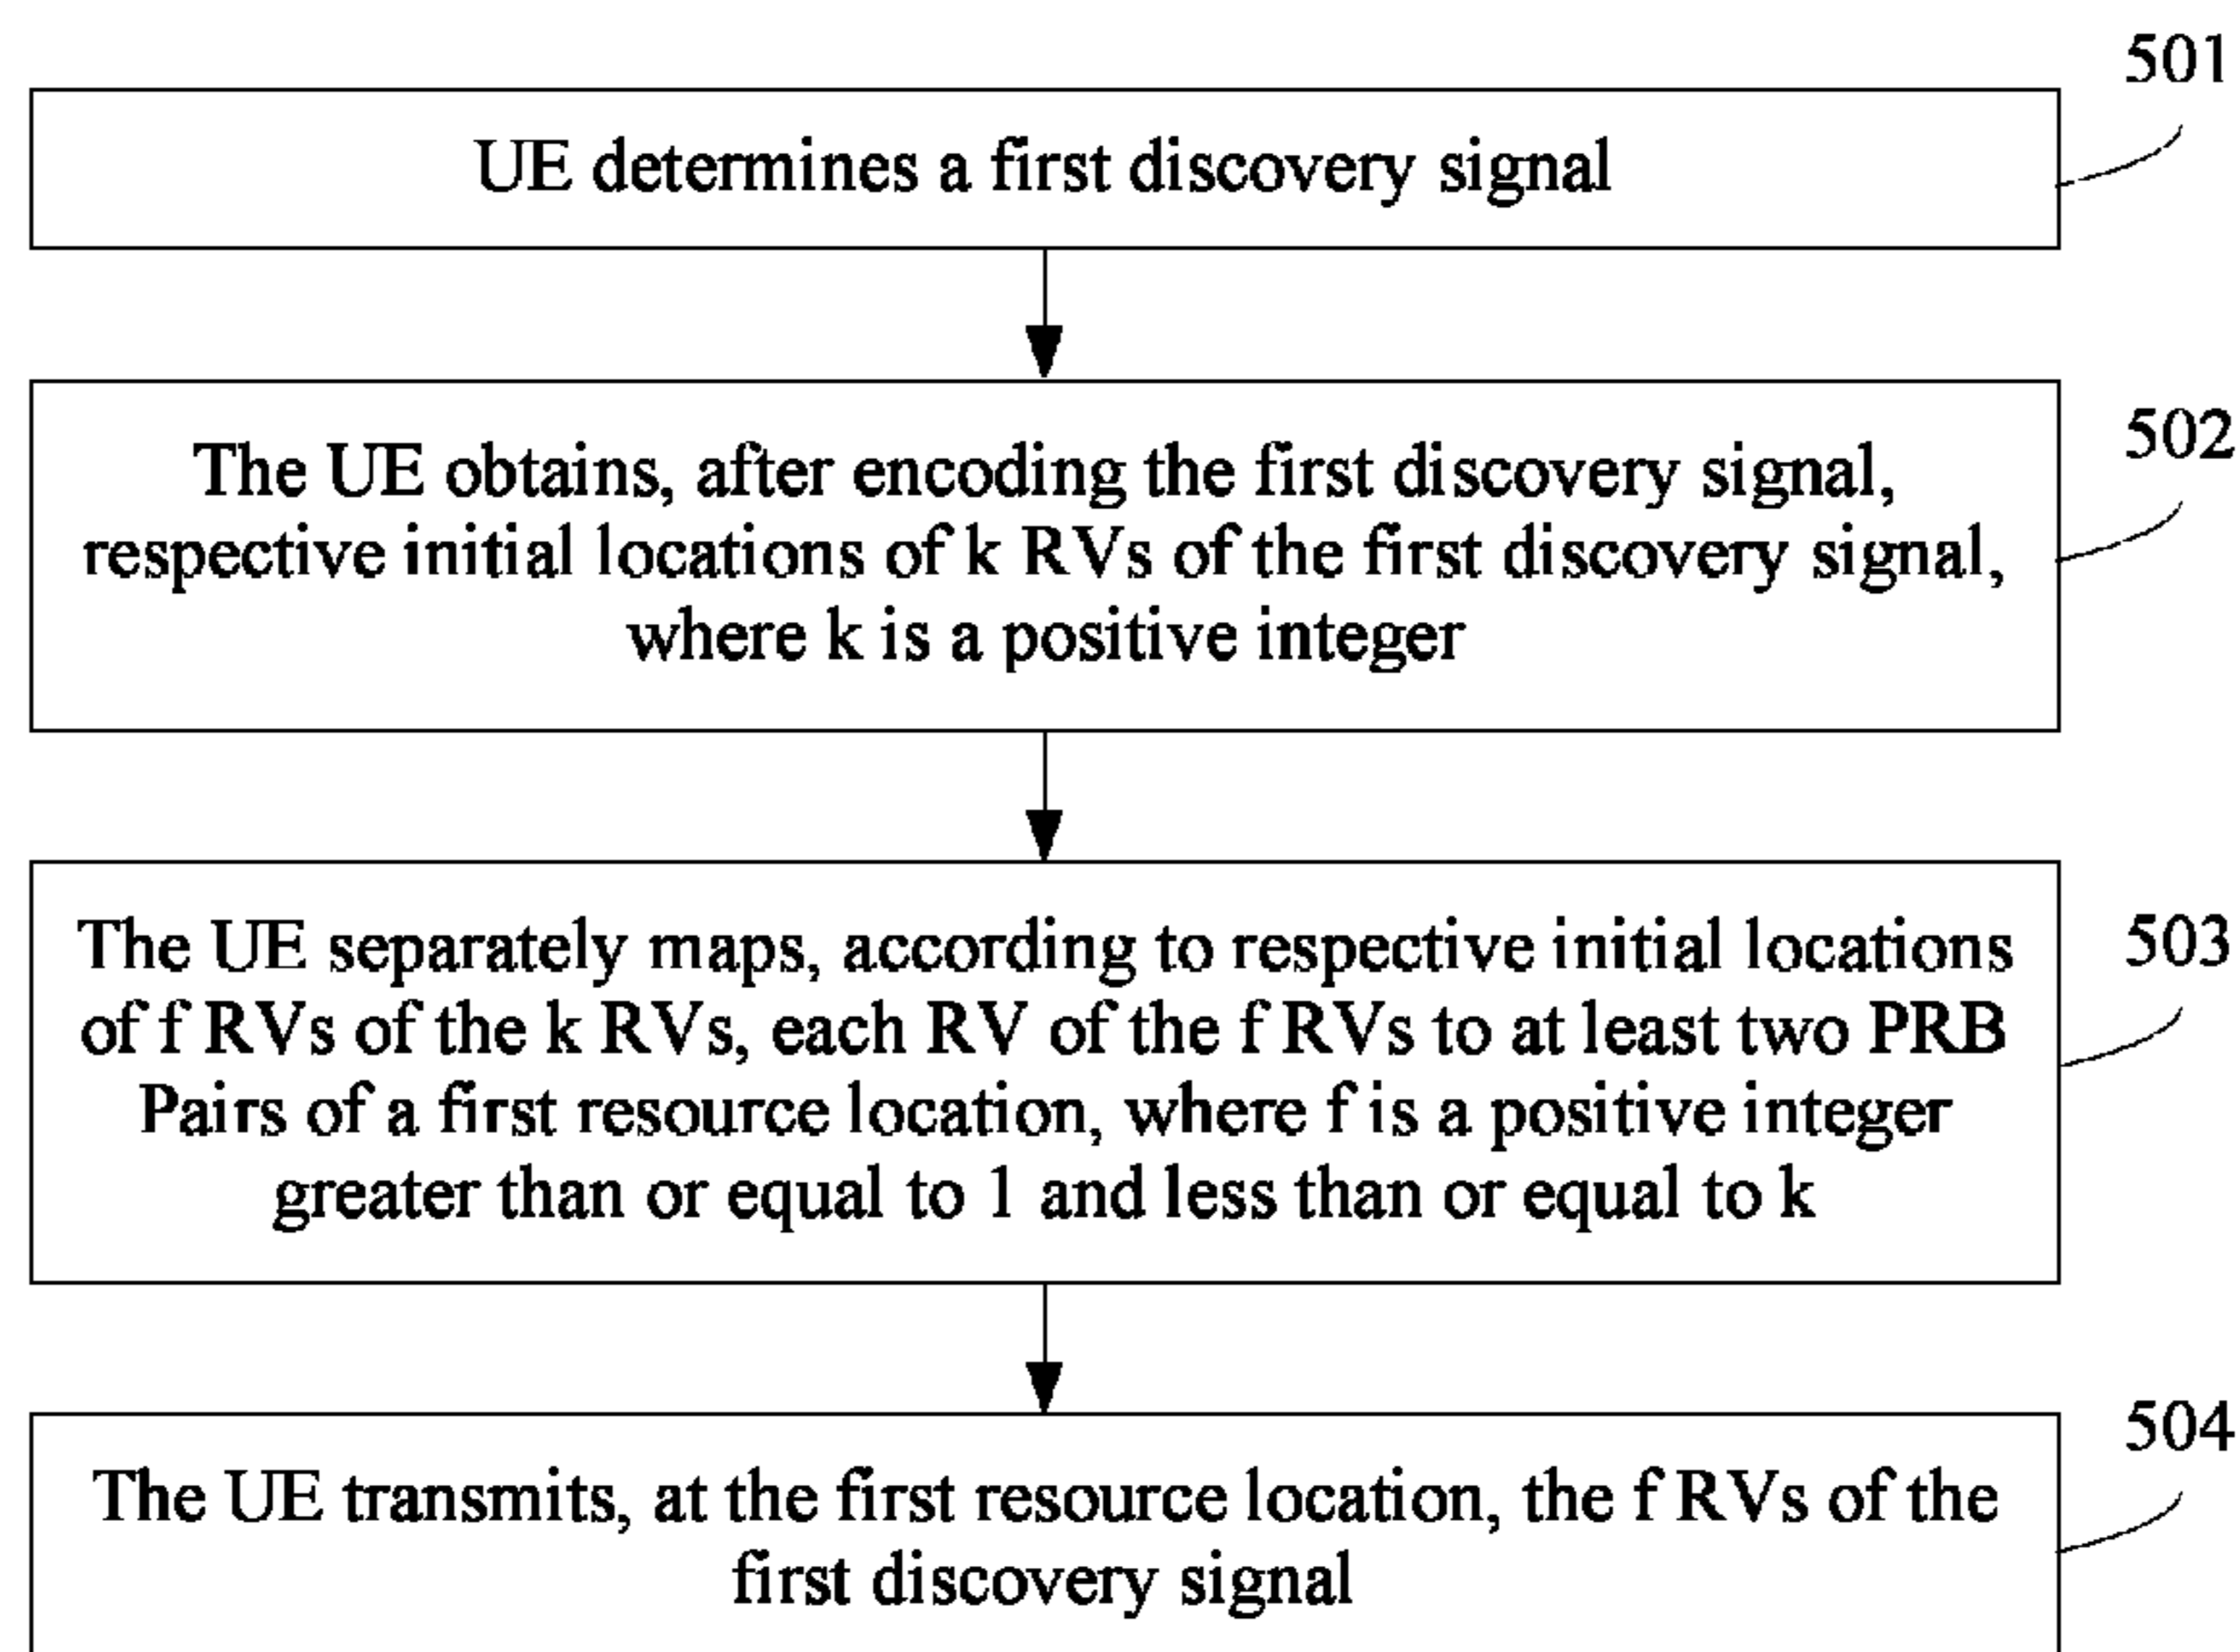 501
UE determines a first discovery signal
502
The UE obtains, after encoding the first discovery signal,
respective initial locations of k RVs of the first discovery signal,
where k is a positive integer
503
The UE separately maps, according to respective initial locations
of f RVs of the k RVs, each RV of the f RVs to at least two PRB
Pairs of a first resource location, where f is a positive integer
greater than or equal to 1 and less than or equal to k
504
The UE transmits, at the first resource location, the f RVs of the
first discovery signal